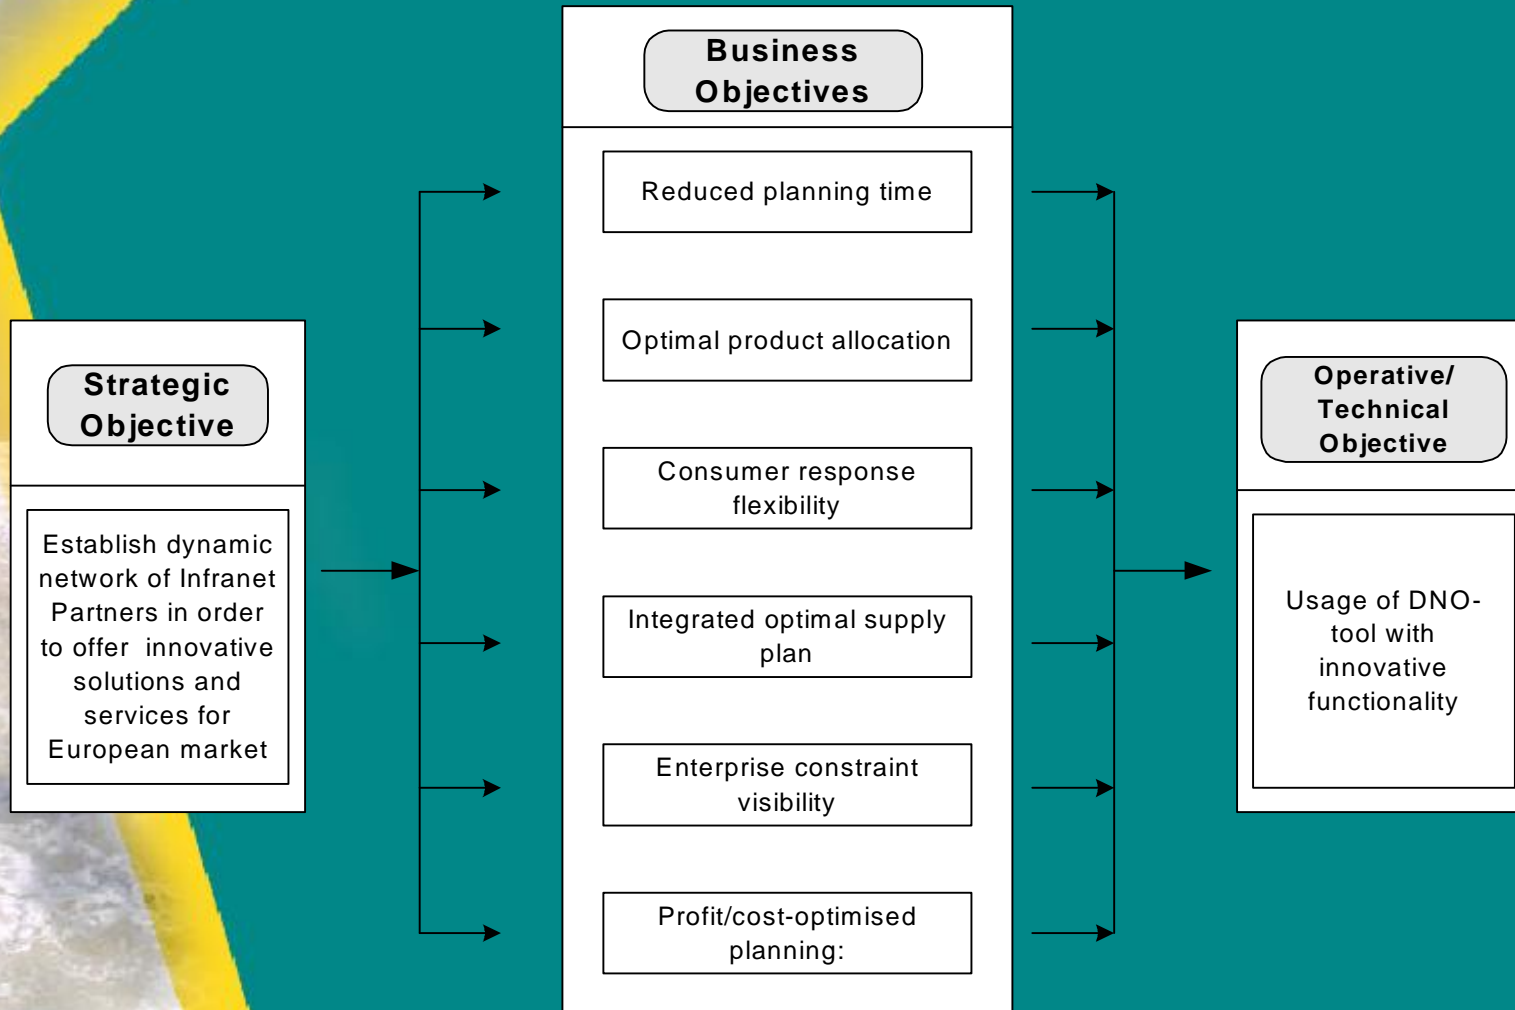 Strategic
Objective
Establish dynamic
network of Infranet
Partners in order
to offer innovative
solutions and
services for
European market
Business
Objectives
Reduced planning time
Optimal product allocation
Consumer response
flexibility
Integrated optimal supply
plan
Enterprise constraint
visibility
Profit/cost-optimised
planning:
Operative/
Technical
Objective
Usage of DNO-
tool with
innovative
functionality